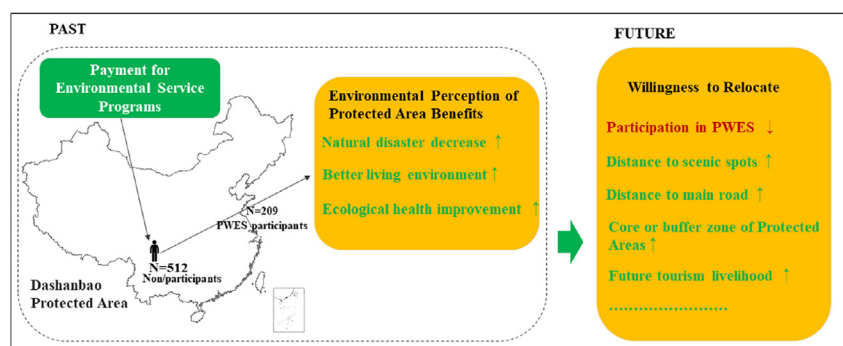 PAST
Payment for
Environmental Service
Programs
Environmental Perception of
Protected Area Benefits
Natural disaster decrease ↑
Better living environment ↑
Ecological health improvement ↑
N=209
PWES participants
N=512
Non/participants
Dashanbao
Protected Area
FUTURE
Willingness to Relocate
Participation in PWES ↓
Distance to scenic spots ↑
Distance to main road ↑
Core or buffer zone of Protected
Areas ↑
Future tourism livelihood ↑
........................